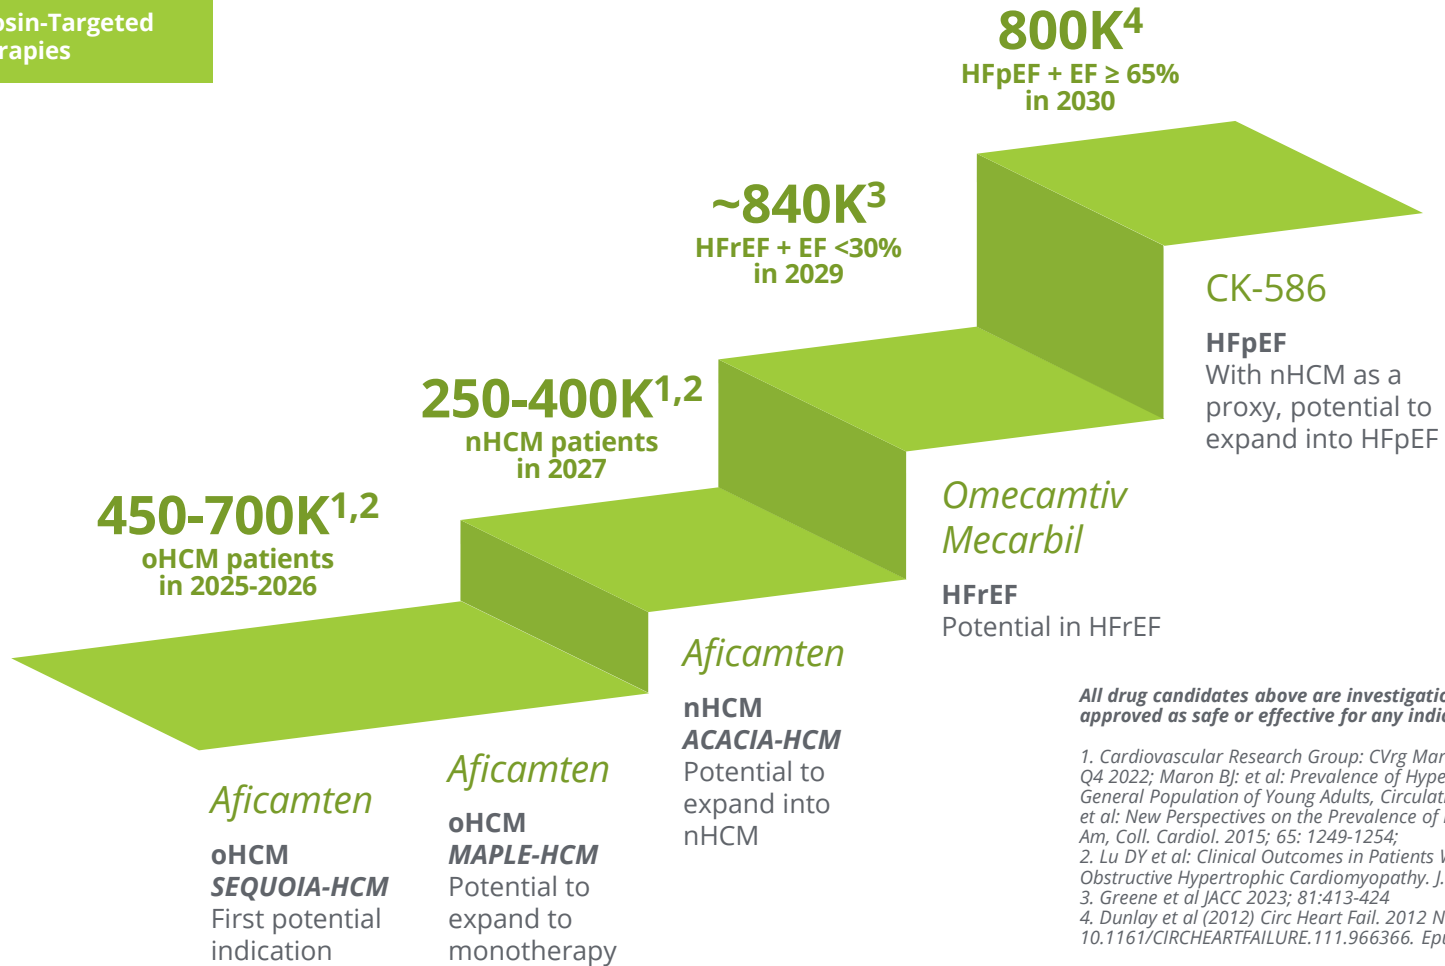 osin-Targeted
rapies
800K4
HFpEF + EF ≥ 65%
in 2030
~840K3
HFrEF + EF <30%
in 2029
250-400K1,2
nHCM patients
in 2027
450-700K1,2
oHCM patients
in 2025-2026
Aficamten
oHCM
SEQUOIA-HCM
First potential
indication
Aficamten
oHCM
MAPLE-HCM
Potential to
expand to
monotherapy
Aficamten
nHCM
ACACIA-HCM
Potential to
expand into
nHCM
Omecamtiv
Mecarbil
HFrEF
Potential in HFrEF
CK-586
HFpEF
With nHCM as a
proxy, potential to
expand into HFpEF
All drug candidates above are investigatio
approved as safe or effective for any indic
1. Cardiovascular Research Group: CVrg Mar
Q4 2022; Maron BJ: et al: Prevalence of Hype
General Population of Young Adults, Circulati
et al: New Perspectives on the Prevalence of
Am, Coll. Cardiol. 2015; 65: 1249-1254;
2. Lu DY et al: Clinical Outcomes in Patients W
Obstructive Hypertrophic Cardiomyopathy. J.
3. Greene et al JACC 2023; 81:413-424
4. Dunlay et al (2012) Circ Heart Fail. 2012 N
10.1161/CIRCHEARTFAILURE.111.966366. Epu